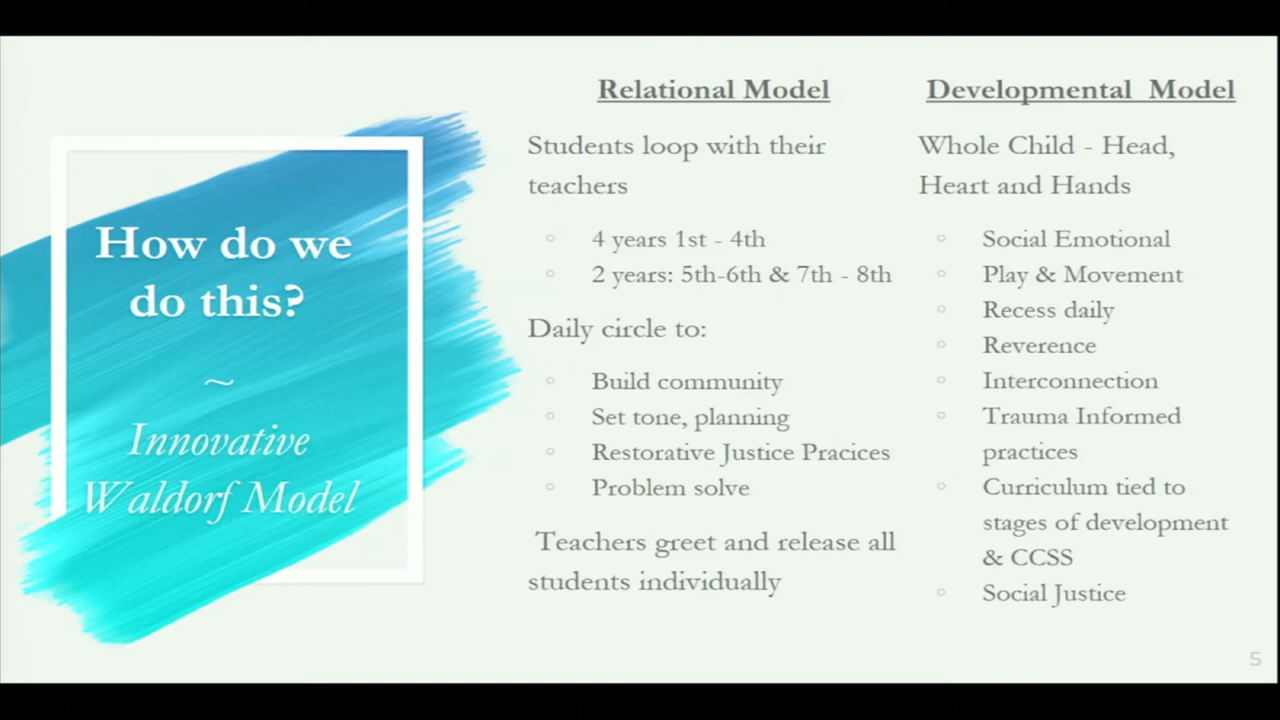 How do we
do this?
~
Innovative
Waldorf Model
Relational Model
Students loop with their
teachers
4 years 1st - 4th
2 years: 5th-6th & 7th - 8th
Daily circle to:
Build community
Set tone, planning
Restorative Justice Pracices
Problem solve
Teachers greet and release all
students individually
Developmental Model
Whole Child - Head,
Heart and Hands
Social Emotional
Play & Movement
Recess daily
Reverence
Interconnection
Trauma Informed
practices
Curriculum tied to
stages of development
& CCSS
Social Justice
5